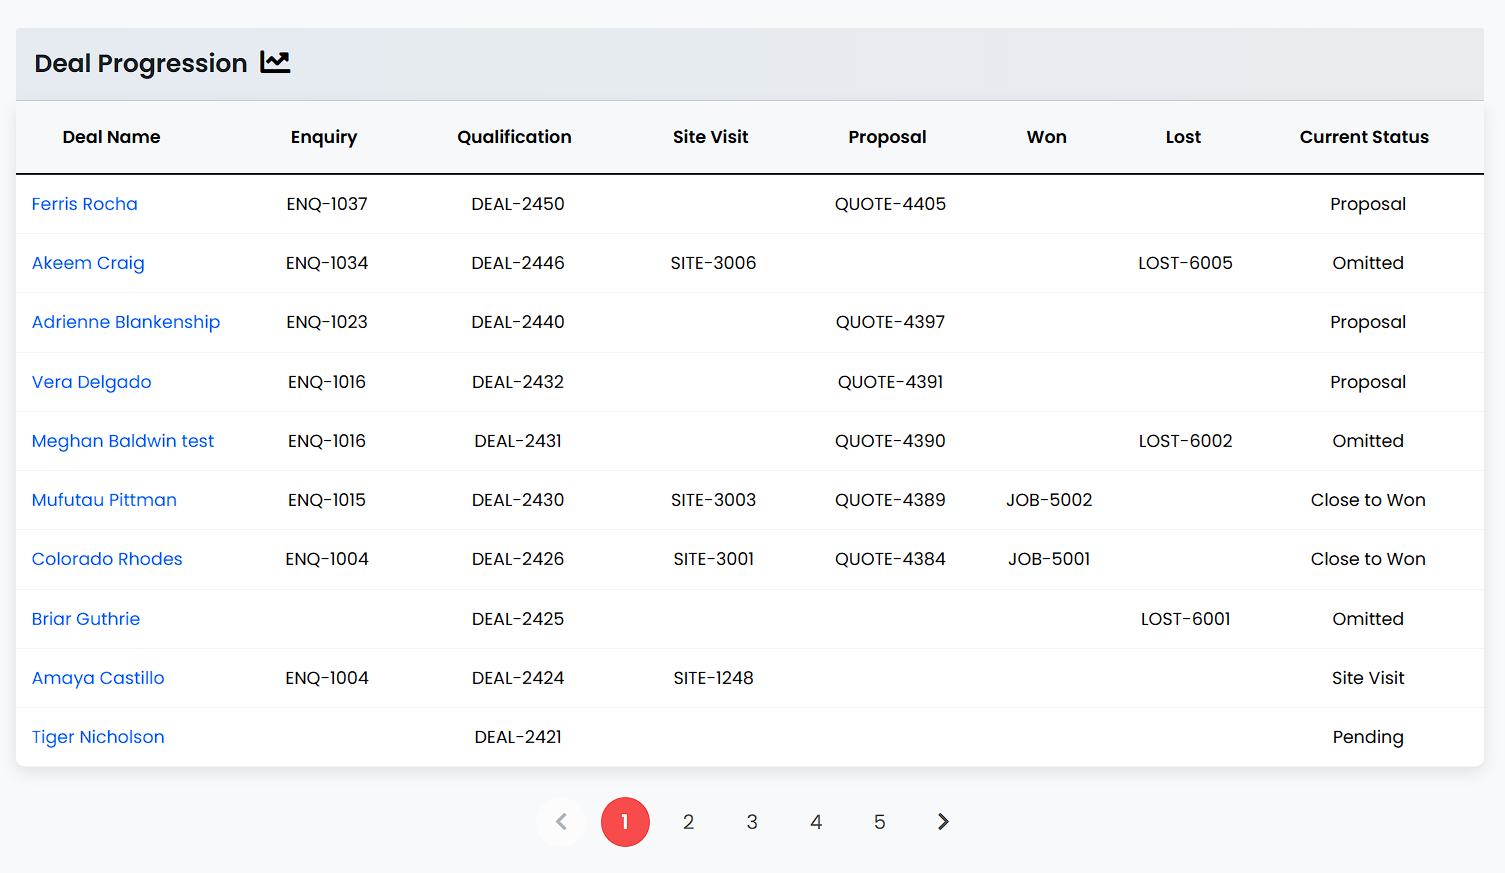 Deal Progression
Deal Name Enquiry Qualification Site Visit Proposal Won Lost Current Status
Ferris Rocha ENQ-1037 DEAL-2450 QUOTE-4405 Proposal
Akeem Craig ENQ-1034 DEAL-2446 SITE-3006 LOST-6005 Omitted
Adrienne Blankenship ENQ-1023 DEAL-2440 QUOTE-4397 Proposal
Vera Delgado ENQ-1016 DEAL-2432 QUOTE-4391 Proposal
Meghan Baldwin test ENQ-1016 DEAL-2431 QUOTE-4390 LOST-6002 Omitted
Mufutau Pittman ENQ-1015 DEAL-2430 SITE-3003 QUOTE-4389 JOB-5002 Close to Won
Colorado Rhodes ENQ-1004 DEAL-2426 SITE-3001 QUOTE-4384 JOB-5001 Close to Won
Briar Guthrie DEAL-2425 LOST-6001 Omitted
Amaya Castillo ENQ-1004 DEAL-2424 SITE-1248 Site Visit
Tiger Nicholson DEAL-2421 Pending
1 2 3 4 5